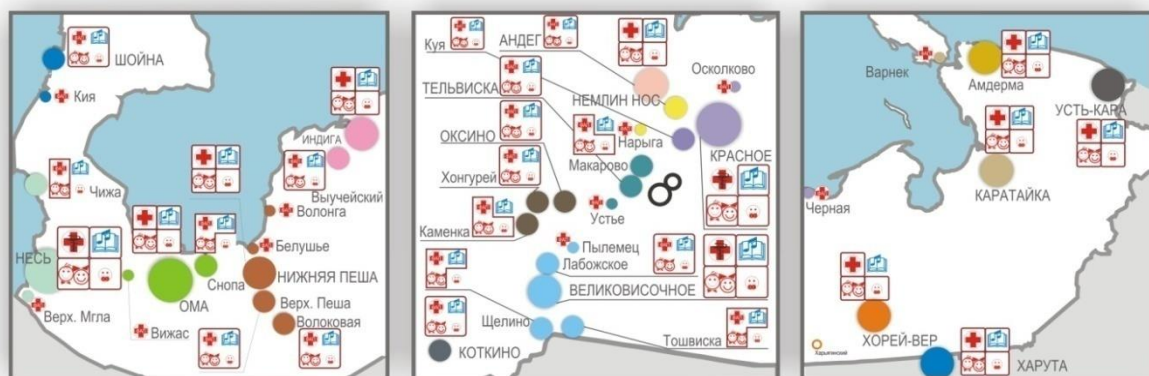 ШОЙНА
Кия
ИНДИГА
Чижа
Выучейский
Волонга
Белушье
НЕСЬ
Снопа
НИЖНЯЯ ПЕША
ОМА
Верх. Пеша
Верх. Мгла
Вижас
Волоковая
Куя
АНДЕГ
Осколково
ТЕЛЬВИСКА
НЕМЛИН НОС
ОКСИНО
Нарыга
Макарово
КРАСНОЕ
Хонгурей
Устье
Каменка
Пылемец
Лабожское
ВЕЛИКОВИСОЧНОЕ
Щелино
Тошвиска
КОТКИНО
Варнек
Амдерма
УСТЬ-КАРА
КАРАТАЙКА
Черная
ХОРЕЙ-ВЕР
Харьягинский
ХАРУТА